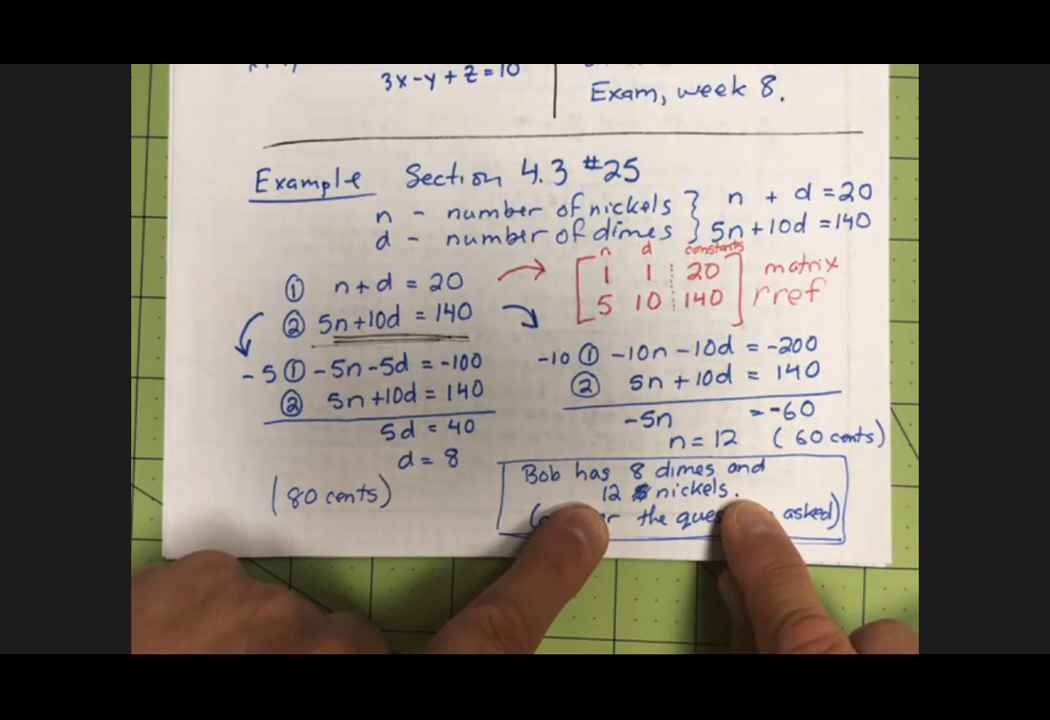 3x-y+z=10
Exam, week 8.
Example Section 4.3 #25
n - number of nickels } n + d = 20
d - number of dimes } 5n+10d = 140
① n+d = 20
② 5n+10d = 140
n d constants
1 1 20 matrix
5 10 140 rref
-5 ① -5n-5d = -100
② 5n+10d = 140
5d = 40
d = 8
(80 cents)
-10 ① -10n-10d = -200
② 5n+10d = 140
-5n = -60
n = 12 (60 cents)
Bob has 8 dimes and
12 nickels.
the asked)